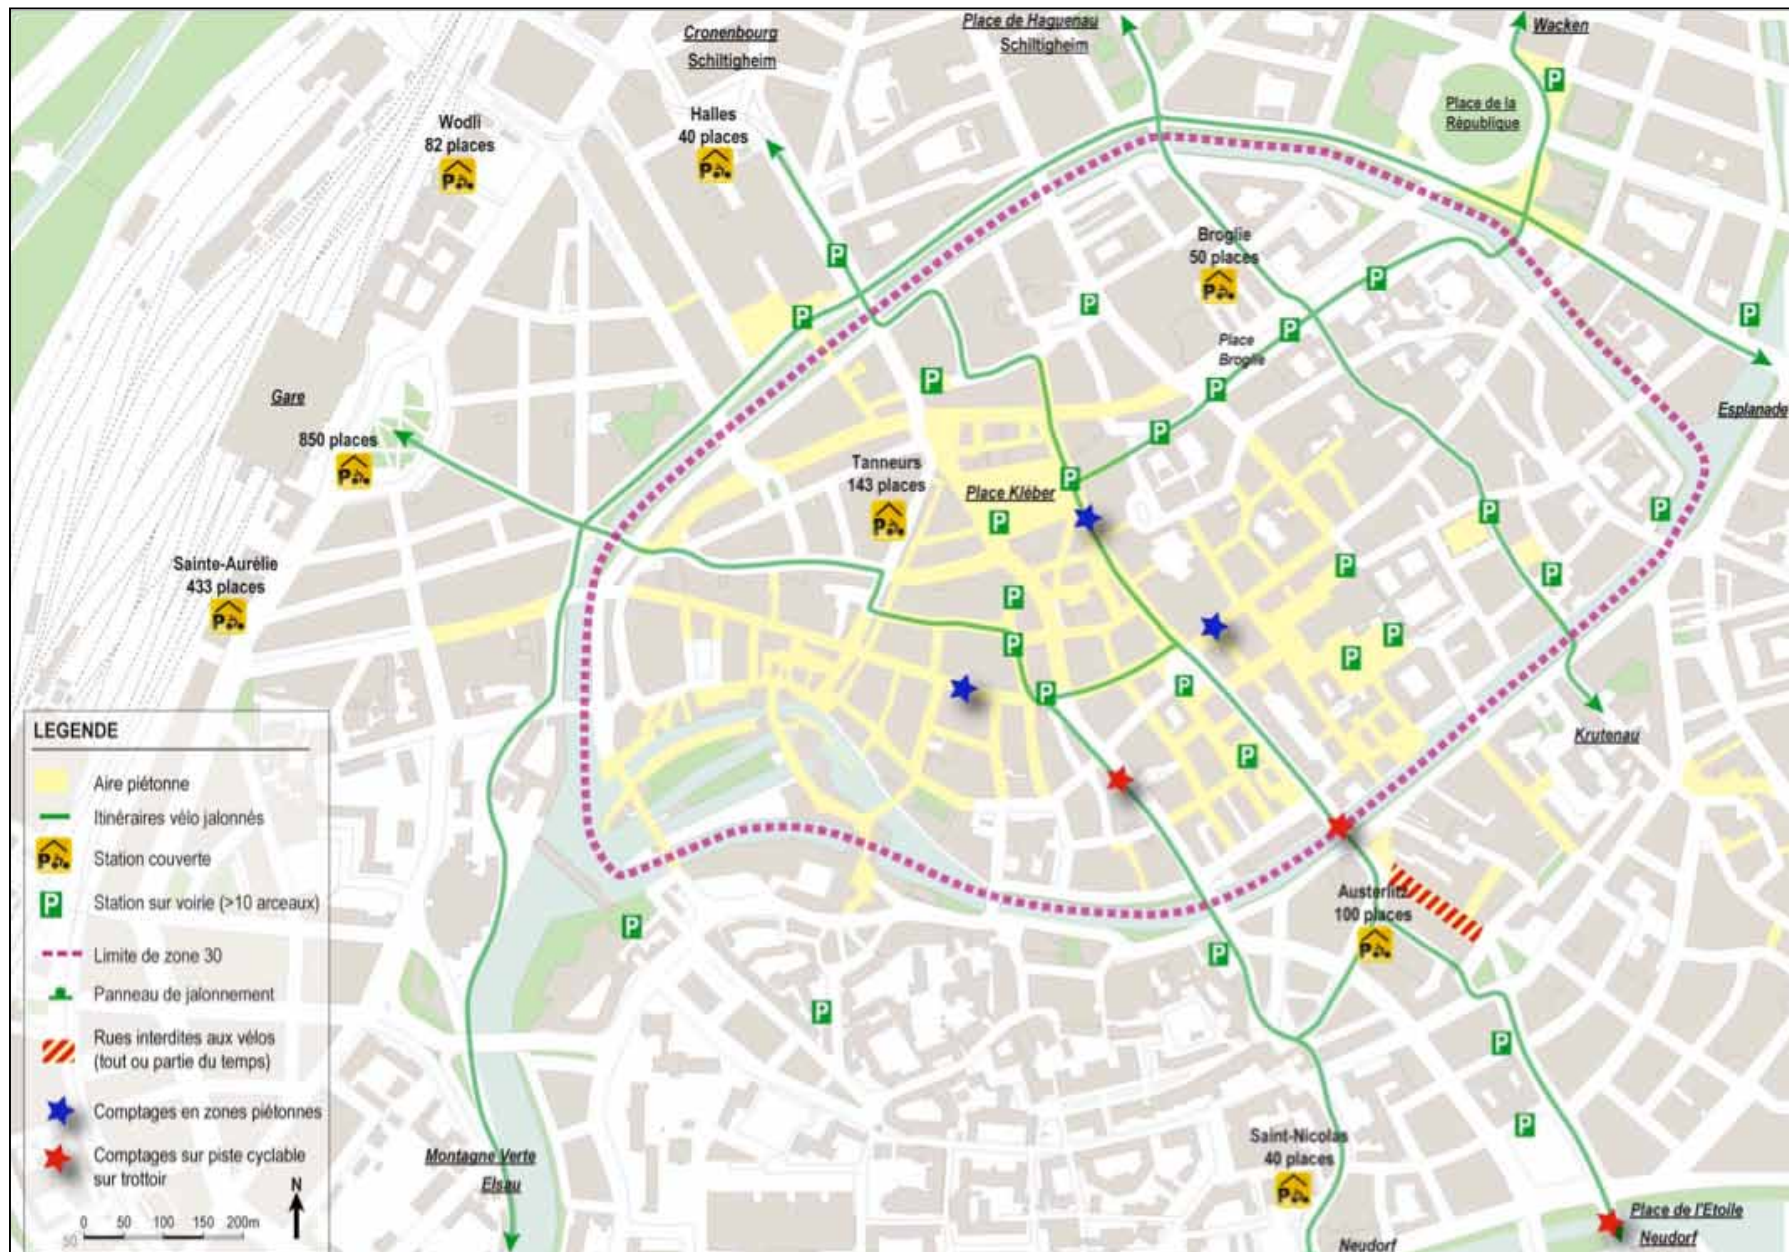 Cronenbourg
Schiltigheim
Place de Haguenau
Schiltigheim
Wacken
Place de la
République
Wodli
82 places
Halles
40 places
Broglie
50 places
Place
Broglie
Gare
850 places
Esplanade
Tanneurs
143 places
Place Kléber
Sainte-Aurélie
433 places
Krutenau
Austerlitz
100 places
Saint-Nicolas
40 places
Montagne Verte
Elsau
Place de l'Etoile
Neudorf
Neudorf
LEGENDE
Aire piétonne
Itinéraires vélo jalonnés
Station couverte
P
Station sur voirie (>10 arceaux)
Limite de zone 30
Panneau de jalonnement
Rues interdites aux vélos
(tout ou partie du temps)
Comptages en zones piétonnes
Comptages sur piste cyclable
sur trottoir
N
0 50 100 150 200m
50